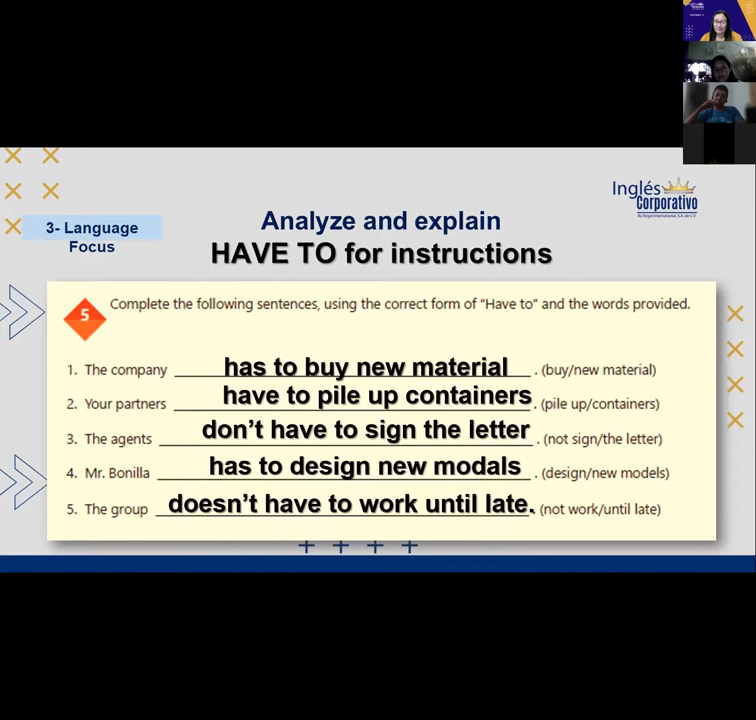 Inglés
Corporativo
By Regal International, S.A. de C.V.
3- Language
Focus
Analyze and explain
HAVE TO for instructions
5
Complete the following sentences, using the correct form of “Have to” and the words provided.
1. The company has to buy new material . (buy/new material)
2. Your partners have to pile up containers . (pile up/containers)
3. The agents don’t have to sign the letter . (not sign/the letter)
4. Mr. Bonilla has to design new modals . (design/new models)
5. The group doesn’t have to work until late. . (not work/until late)